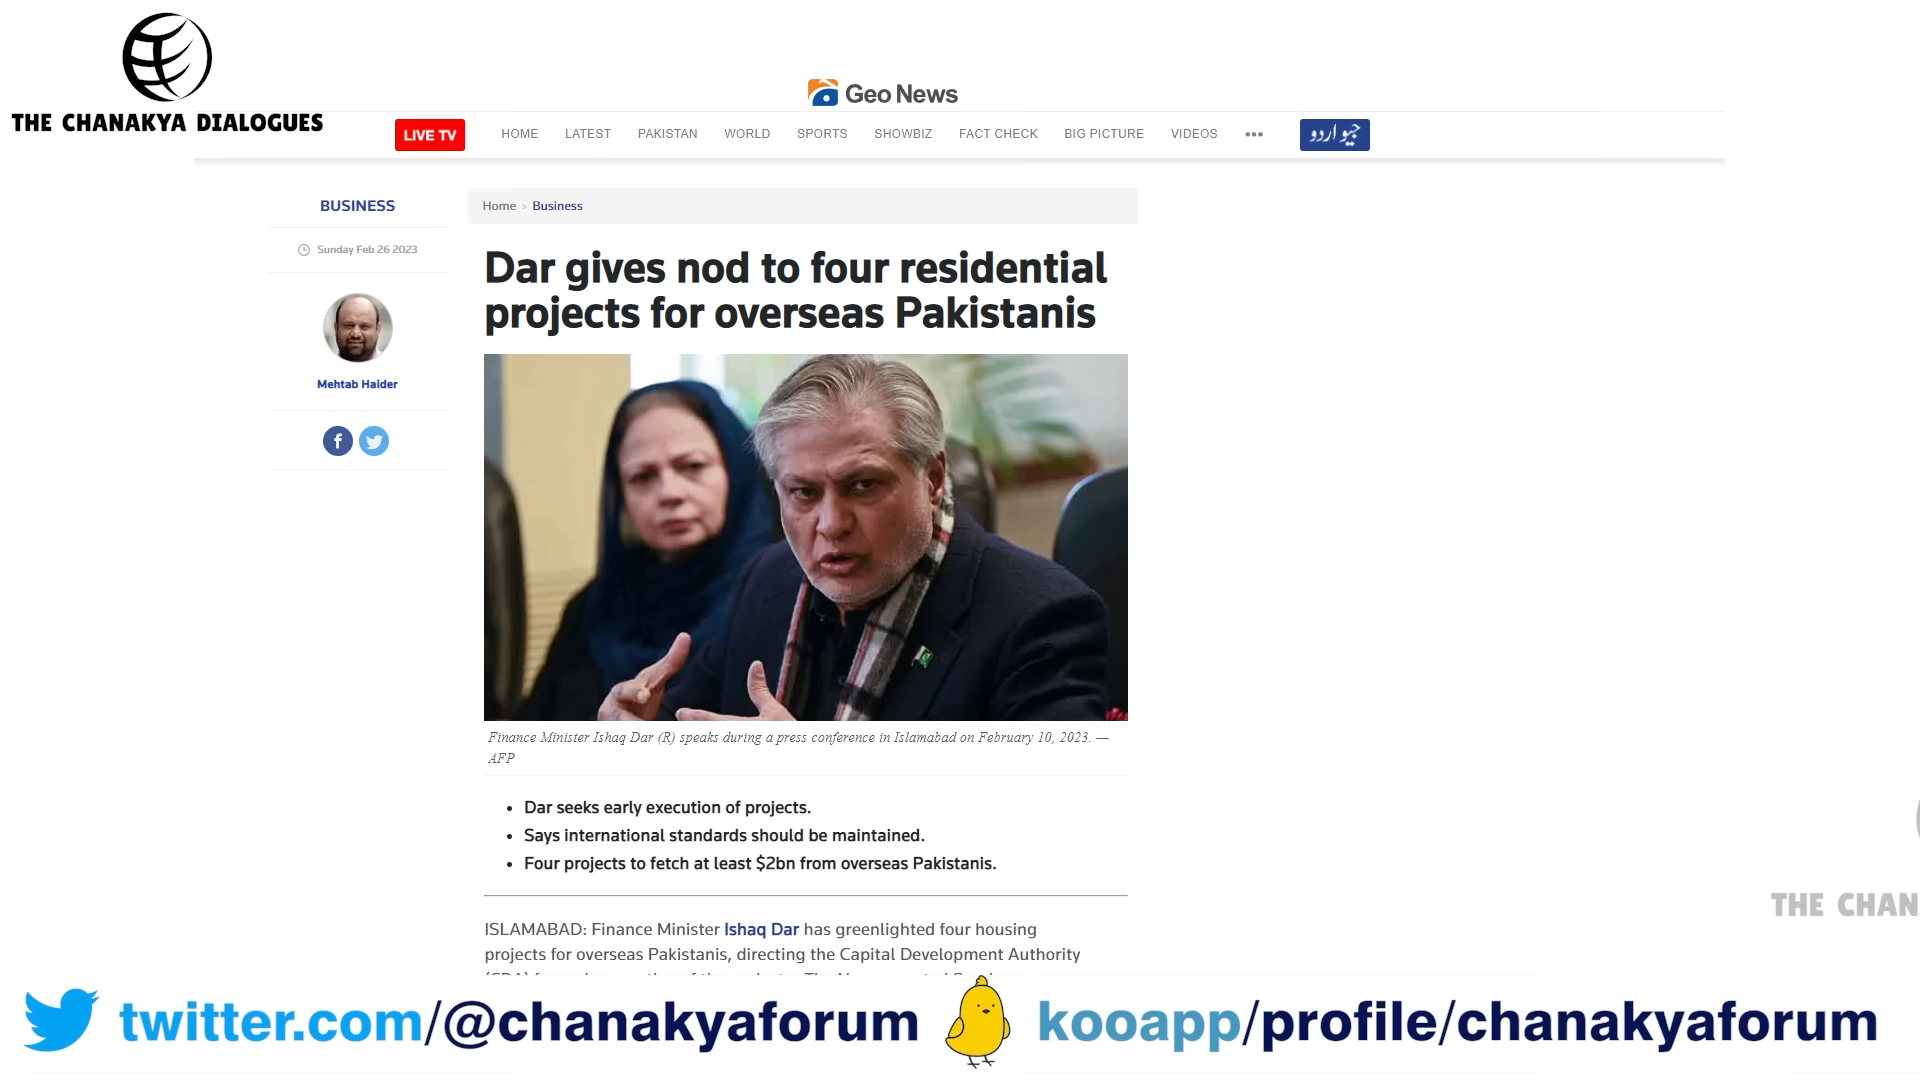 THE CHANAKYA DIALOGUES
Geo News
LIVE TV
HOME
LATEST
PAKISTAN
WORLD
SPORTS
SHOWBIZ
FACT CHECK
BIG PICTURE
VIDEOS
•••
جیو اردو
BUSINESS
Sunday Feb 26 2023
Mehtab Haider
Home > Business
Dar gives nod to four residential
projects for overseas Pakistanis
Finance Minister Ishaq Dar (R) speaks during a press conference in Islamabad on February 10, 2023. —
AFP
• Dar seeks early execution of projects.
• Says international standards should be maintained.
• Four projects to fetch at least $2bn from overseas Pakistanis.
ISLAMABAD: Finance Minister Ishaq Dar has greenlighted four housing
projects for overseas Pakistanis, directing the Capital Development Authority
THE CHAN
twitter.com/@chanakyaforum
kooapp/profile/chanakyaforum